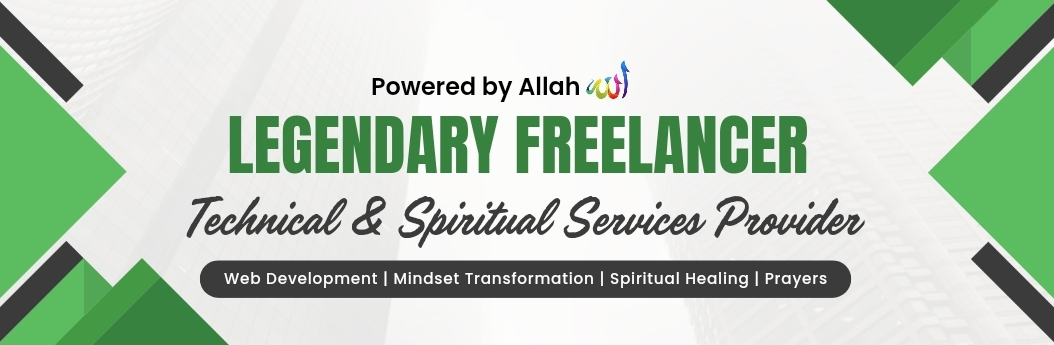 Powered by Allah الله
LEGENDARY FREELANCER
Technical & Spiritual Services Provider
Web Development | Mindset Transformation | Spiritual Healing | Prayers